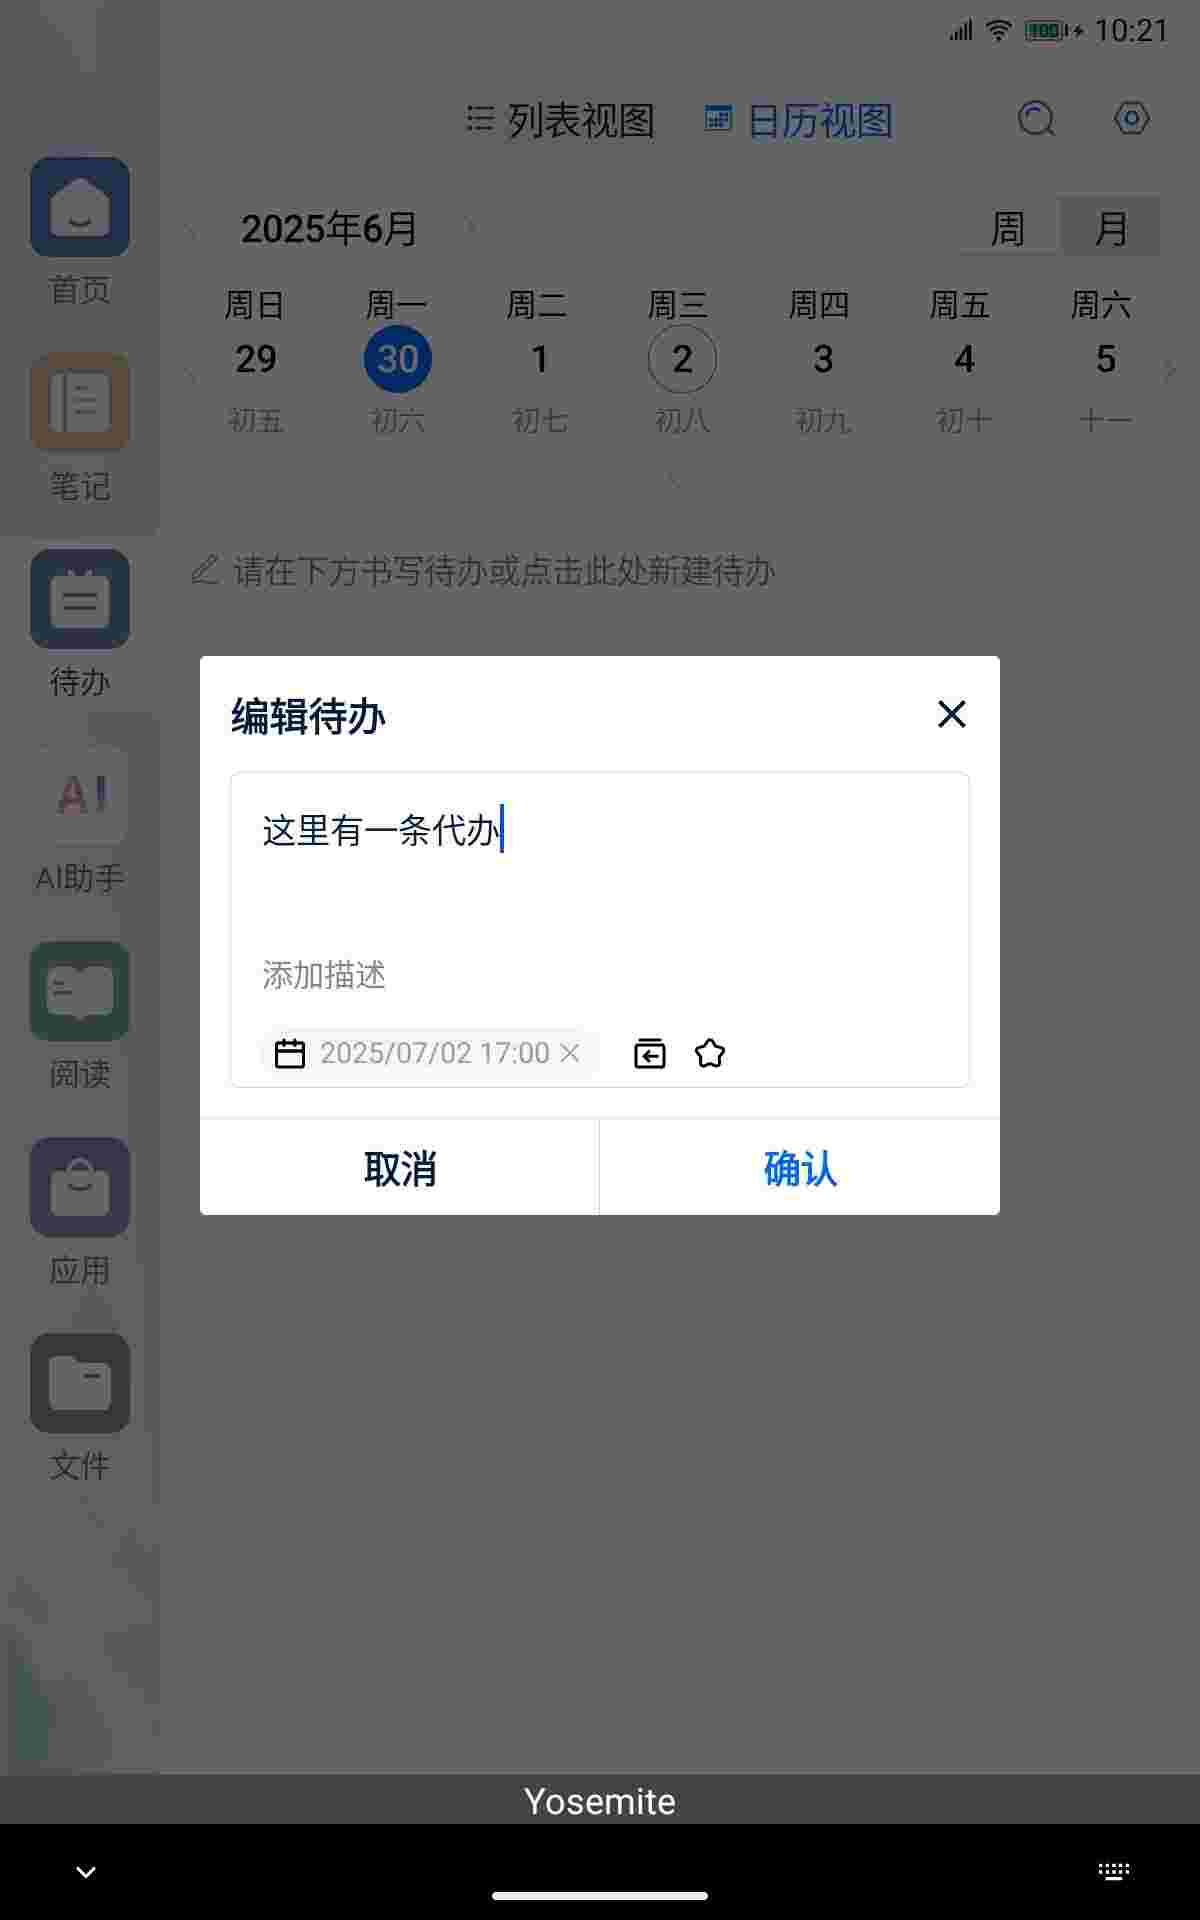 100 10:21
列表视图 日历视图
2025年6月 周 月
周日 周一 周二 周三 周四 周五 周六
29 30 1 2 3 4 5
初五 初六 初七 初八 初九 初十 十一
首页
笔记
请在下方书写待办或点击此处新建待办
待办
编辑待办
这里有一条代办
AI
AI助手
添加描述
2025/07/02 17:00
阅读
取消 确认
应用
文件
Yosemite